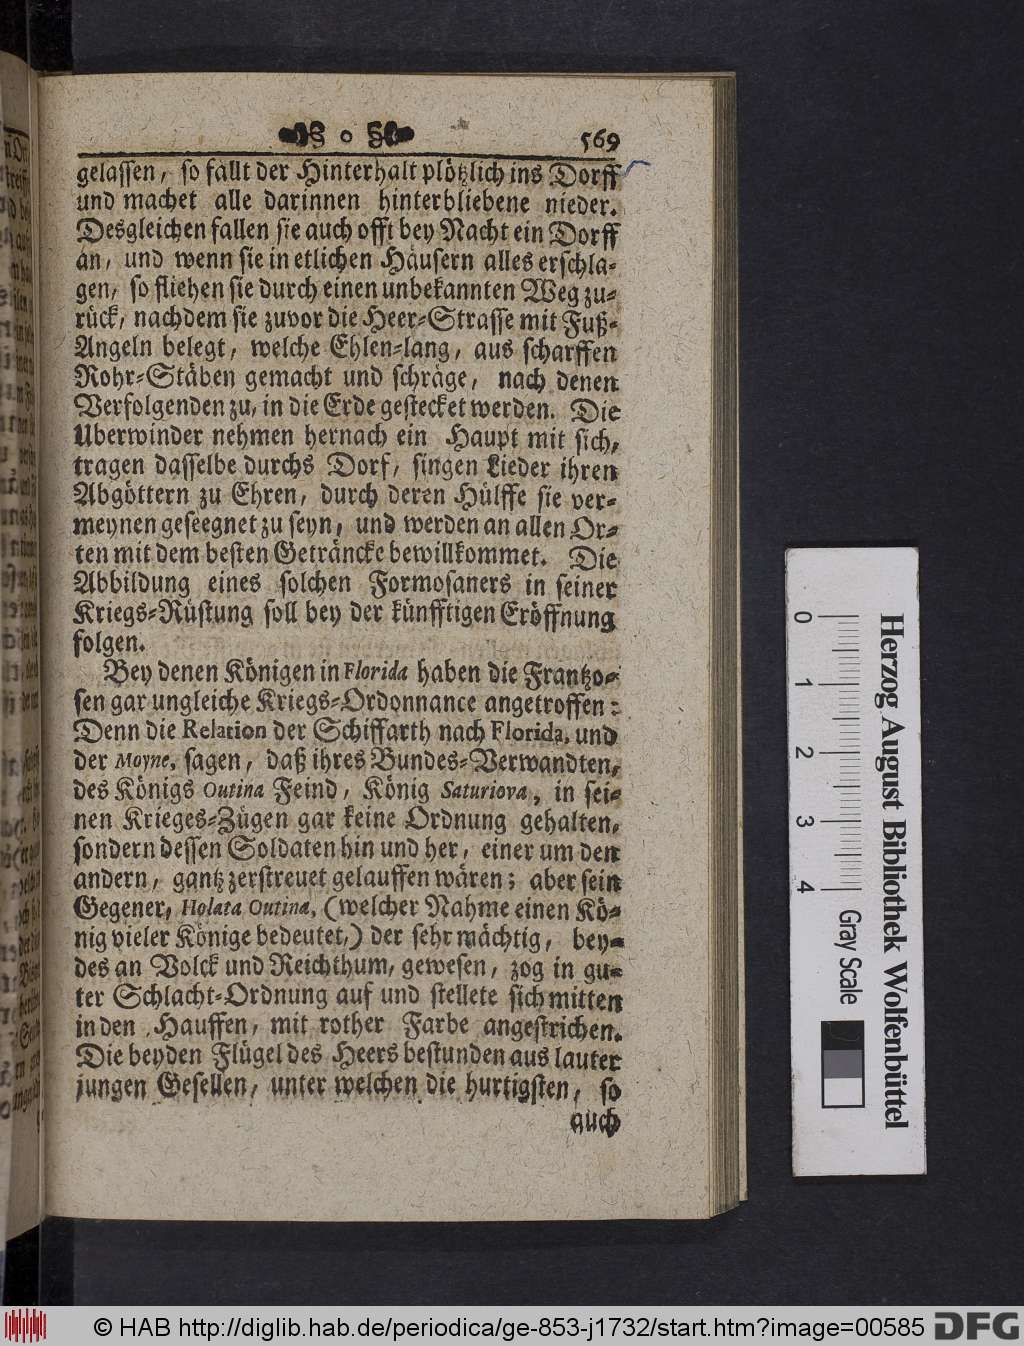 569
gelassen, so fällt der Hinterhalt plötzlich ins Dorff
und machet alle darinnen hinterbliebene nieder.
Desgleichen fallen sie auch offt bey Nacht ein Dorff
an, und wenn sie in etlichen Häusern alles erschla-
gen, so fliehen sie durch einen unbekannten Weg zu-
rück, nachdem sie zuvor die Heer-Strasse mit Fuß-
Angeln belegt, welche Ehlen-lang, aus scharffen
Rohr-Stäben gemacht und schräge, nach denen
Verfolgenden zu, in die Erde gestecket werden. Die
Uberwinder nehmen hernach ein Haupt mit sich,
tragen dasselbe durchs Dorf, singen Lieder ihren
Abgöttern zu Ehren, durch deren Hülffe sie ver-
meynen geseegnet zu seyn, und werden an allen Or-
ten mit dem besten Geträncke bewillkommet. Die
Abbildung eines solchen Formosaners in seiner
Kriegs-Rüstung soll bey der künfftigen Eröffnung
folgen.
Bey denen Königen in Florida haben die Frantzo-
sen gar ungleiche Kriegs-Ordonnance angetroffen:
Denn die Relation der Schiffarth nach Florida, und
der Moyne, sagen, daß ihres Bundes-Verwandten,
des Königs Outina Feind, König Saturiova, in sei-
nen Krieges-Zügen gar keine Ordnung gehalten,
sondern dessen Soldaten hin und her, einer um den
andern, gantz zerstreuet gelauffen wären; aber sein
Gegener, Holata Outina, (welcher Nahme einen Kö-
nig vieler Könige bedeutet,) der sehr mächtig, bey-
des an Volck und Reichthum, gewesen, zog in gu-
ter Schlacht-Ordnung auf und stellete sich mitten
in den Hauffen, mit rother Farbe angestrichen.
Die beyden Flügel des Heers bestunden aus lauter
jungen Gesellen, unter welchen die hurtigsten, so
auch
0 1 2 3 4
Gray Scale
Herzog August Bibliothek Wolfenbüttel
© HAB http://diglib.hab.de/periodica/ge-853-j1732/start.htm?image=00585
DFG